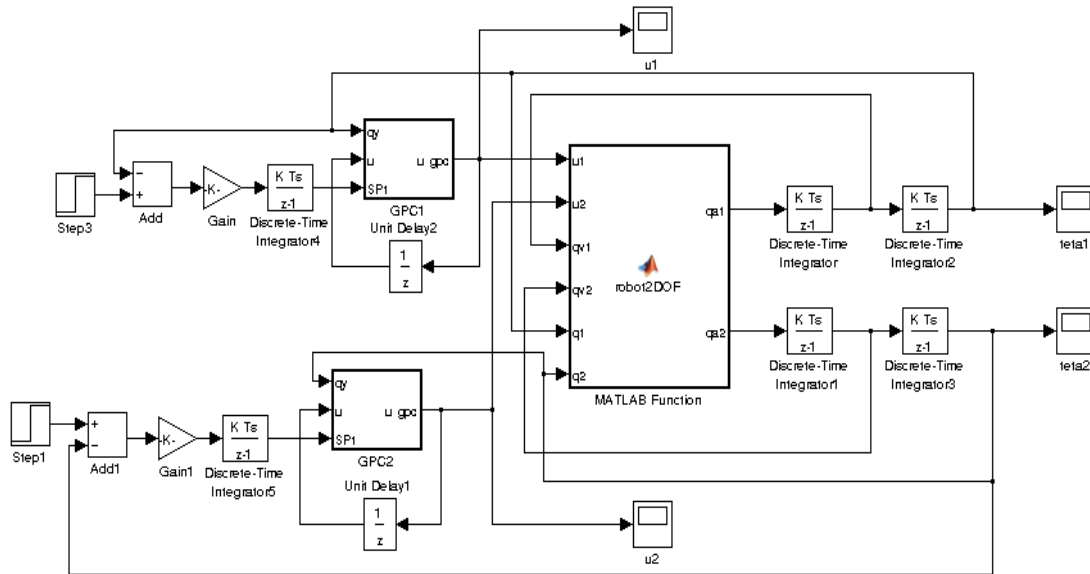 u1
qy
u
SP1
u gpc
GPC1
Step3
-
+
Add
-K-
Gain
K Ts
z-1
Discrete-Time
Integrator4
Unit Delay2
1
z
u1
u2
qv1
qv2
q1
q2
robot2DOF
qa1
qa2
MATLAB Function
K Ts
z-1
Discrete-Time
Integrator
K Ts
z-1
Discrete-Time
Integrator2
teta1
K Ts
z-1
Discrete-Time
Integrator1
K Ts
z-1
Discrete-Time
Integrator3
teta2
Step1
+
-
Add1
-K-
Gain1
K Ts
z-1
Discrete-Time
Integrator5
qy
u
SP1
u gpc
GPC2
Unit Delay1
1
z
u2